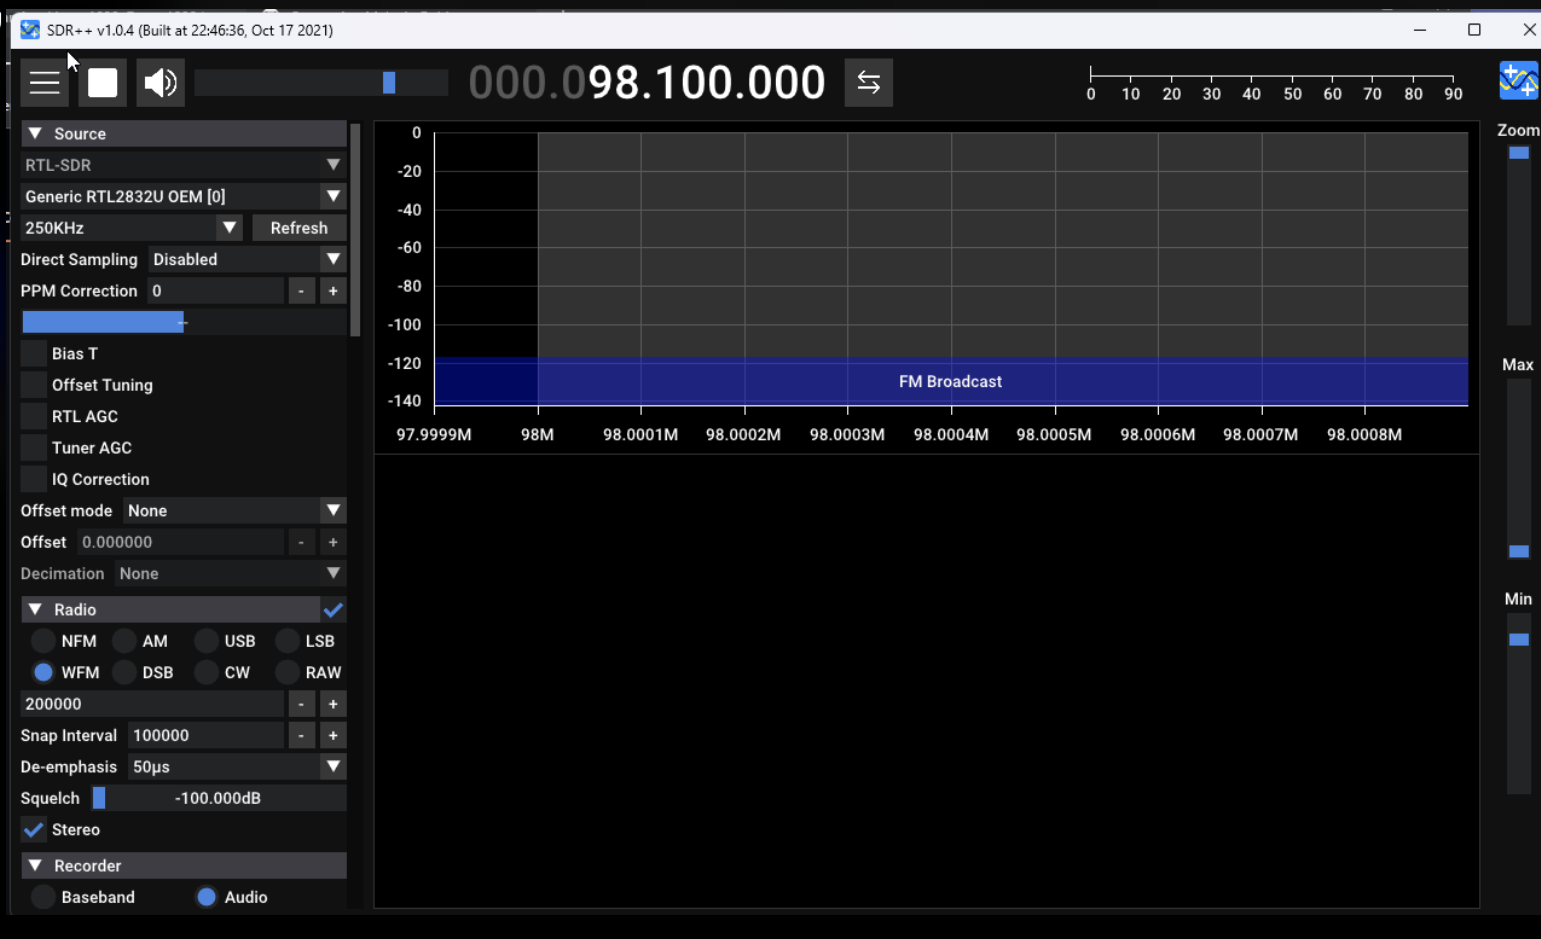 SDR++ v1.0.4 (Built at 22:46:36, Oct 17 2021)
000.098.100.000
0 10 20 30 40 50 60 70 80 90
Source
RTL-SDR
Generic RTL2832U OEM [0]
250KHz Refresh
Direct Sampling Disabled
PPM Correction 0 - +
Bias T
Offset Tuning
RTL AGC
Tuner AGC
IQ Correction
Offset mode None
Offset 0.000000 - +
Decimation None
Radio
NFM AM USB LSB
WFM DSB CW RAW
200000 - +
Snap Interval 100000 - +
De-emphasis 50µs
Squelch -100.000dB
Stereo
Recorder
Baseband Audio
0
-20
-40
-60
-80
-100
-120
-140
FM Broadcast
97.9999M 98M 98.0001M 98.0002M 98.0003M 98.0004M 98.0005M 98.0006M 98.0007M 98.0008M
Zoom
Max
Min